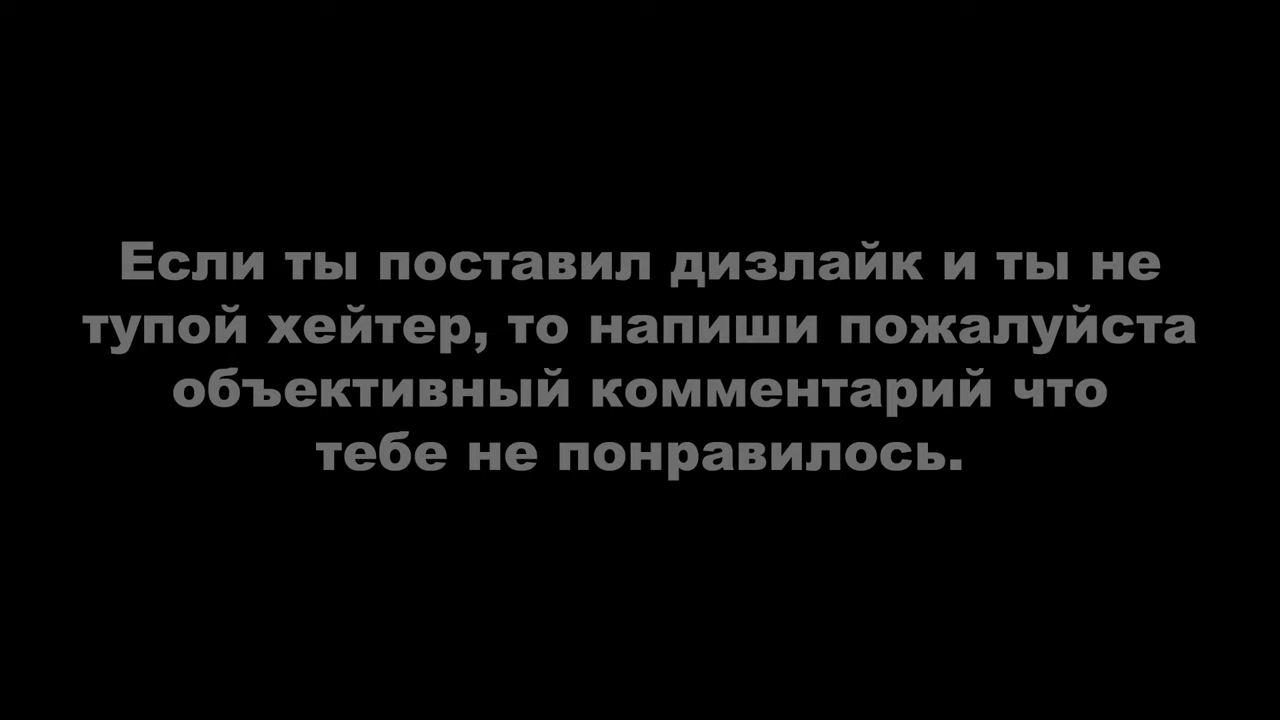 Если ты поставил дизлайк и ты не
тупой хейтер, то напиши пожалуйста
объективный комментарий что
тебе не понравилось.